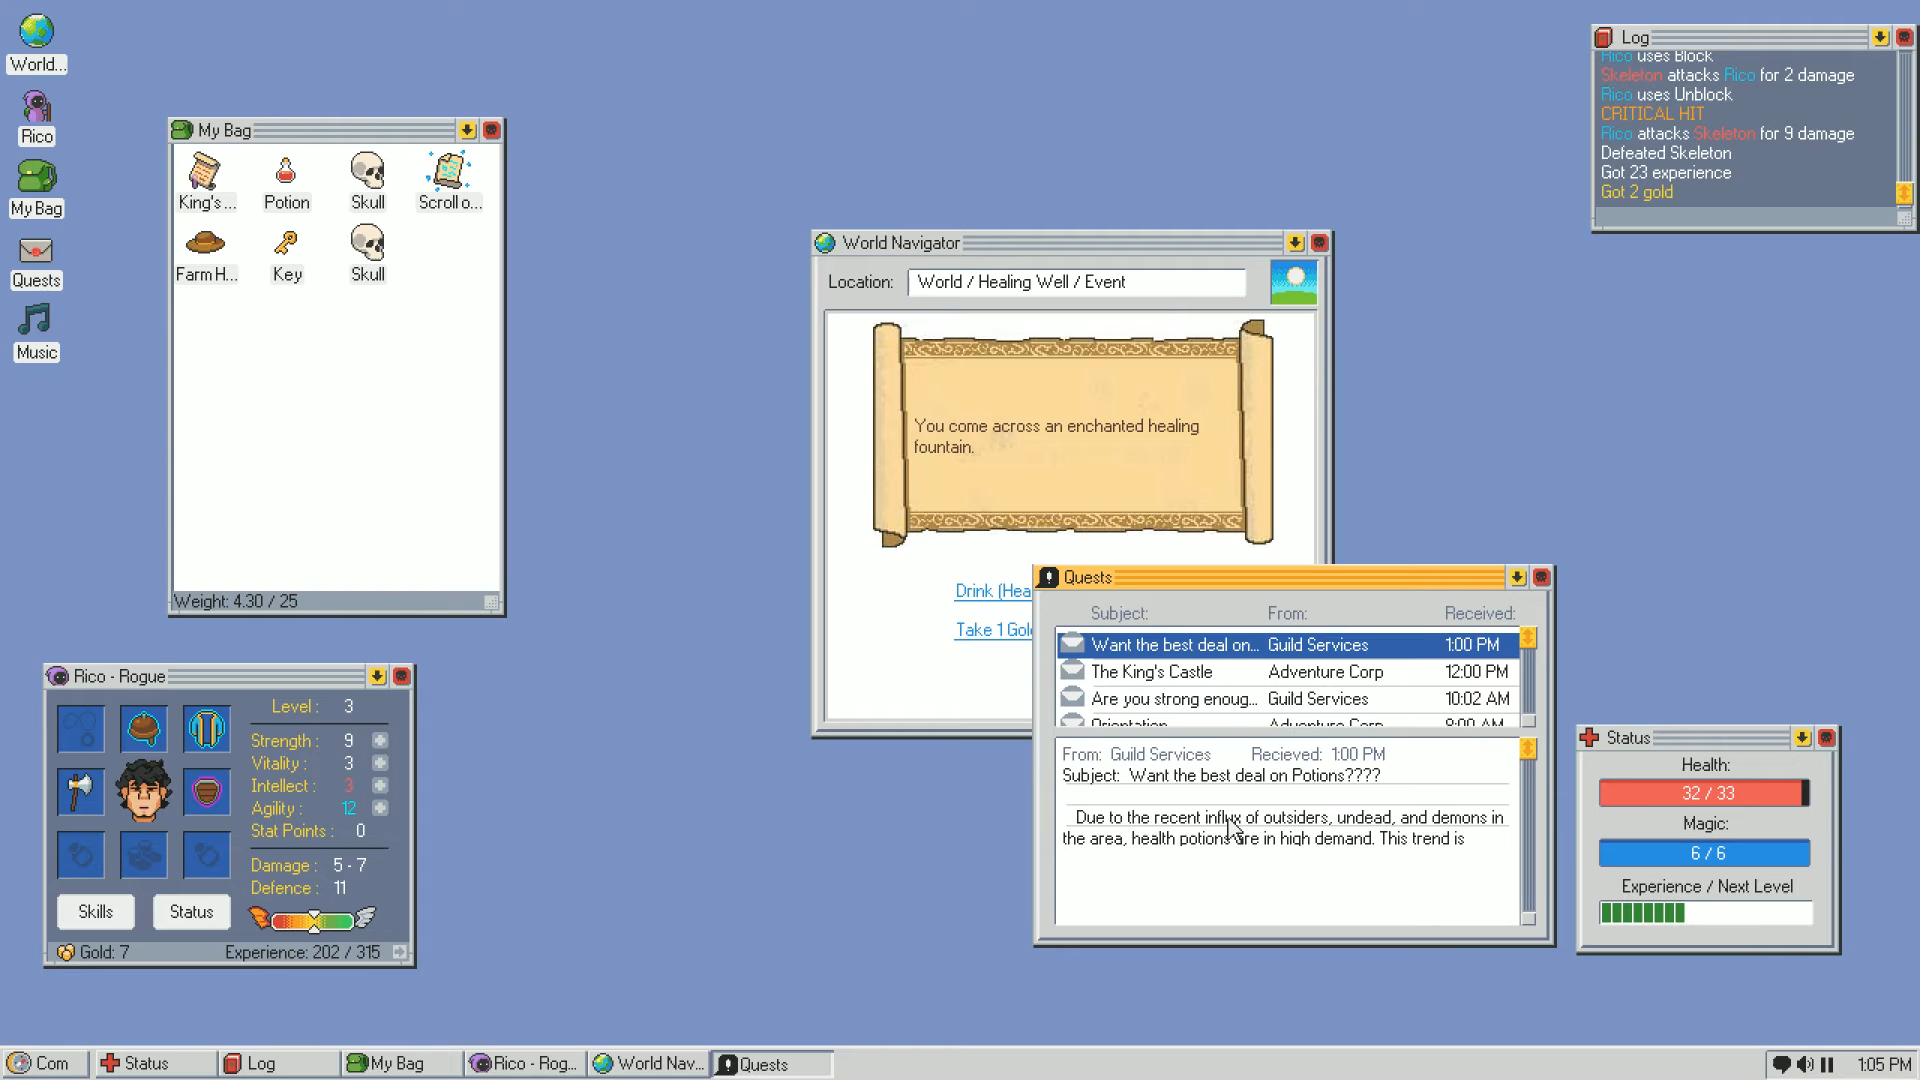 World...
Rico
My Bag
Quests
Music
My Bag
King's ...
Potion
Skull
Scroll o...
Farm H...
Key
Skull
Weight: 4.30 / 25
Rico - Rogue
Level : 3
Strength : 9
Vitality : 3
Intellect : 3
Agility : 12
Stat Points : 0
Damage : 5 - 7
Defence : 11
Skills
Status
Gold: 7
Experience: 202 / 315
World Navigator
Location:
World / Healing Well / Event
You come across an enchanted healing
fountain.
Drink (Hea
Take 1 Gol
Quests
Subject: From: Received:
Want the best deal on... Guild Services 1:00 PM
The King's Castle Adventure Corp 12:00 PM
Are you strong enoug... Guild Services 10:02 AM
Orientation Adventure Corp 8:00 AM
From: Guild Services Recieved: 1:00 PM
Subject: Want the best deal on Potions????
Due to the recent influx of outsiders, undead, and demons in
the area, health potions are in high demand. This trend is
Log
Rico uses Block
Skeleton attacks Rico for 2 damage
Rico uses Unblock
CRITICAL HIT
Rico attacks Skeleton for 9 damage
Defeated Skeleton
Got 23 experience
Got 2 gold
Status
Health:
32 / 33
Magic:
6 / 6
Experience / Next Level
Com
Status
Log
My Bag
Rico - Rog...
World Nav...
Quests
1:05 PM